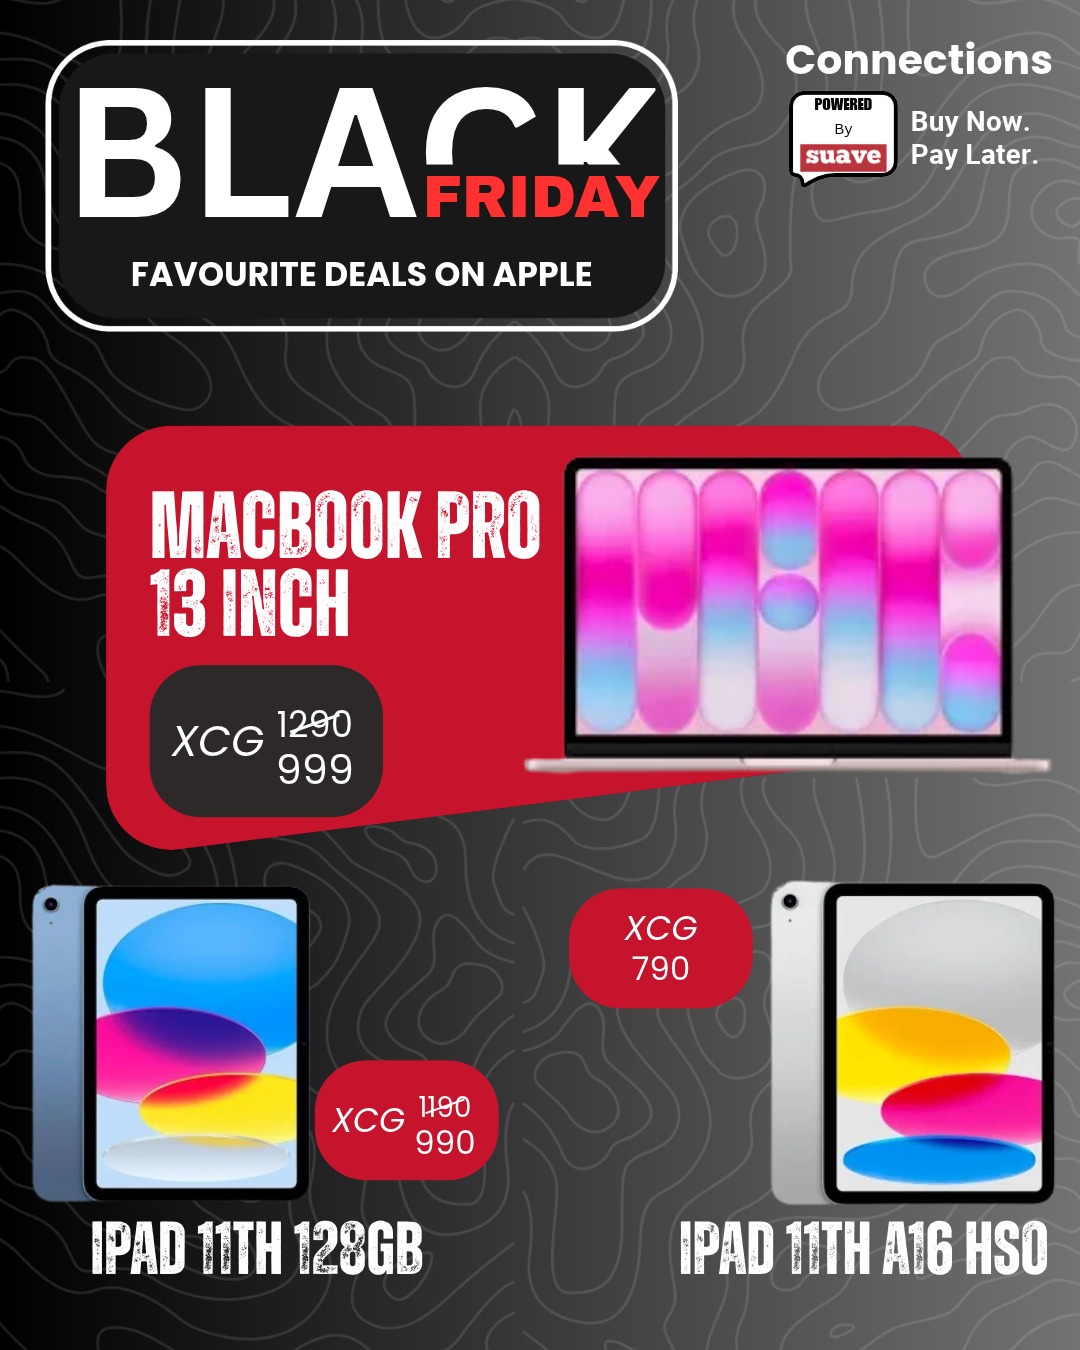 BLACK
FRIDAY
FAVOURITE DEALS ON APPLE
Connections
POWERED
By
suave
Buy Now.
Pay Later.
MACBOOK PRO
13 INCH
XCG 1290
999
XCG
790
XCG 1190
990
IPAD 11TH 128GB
IPAD 11TH A16 HSO